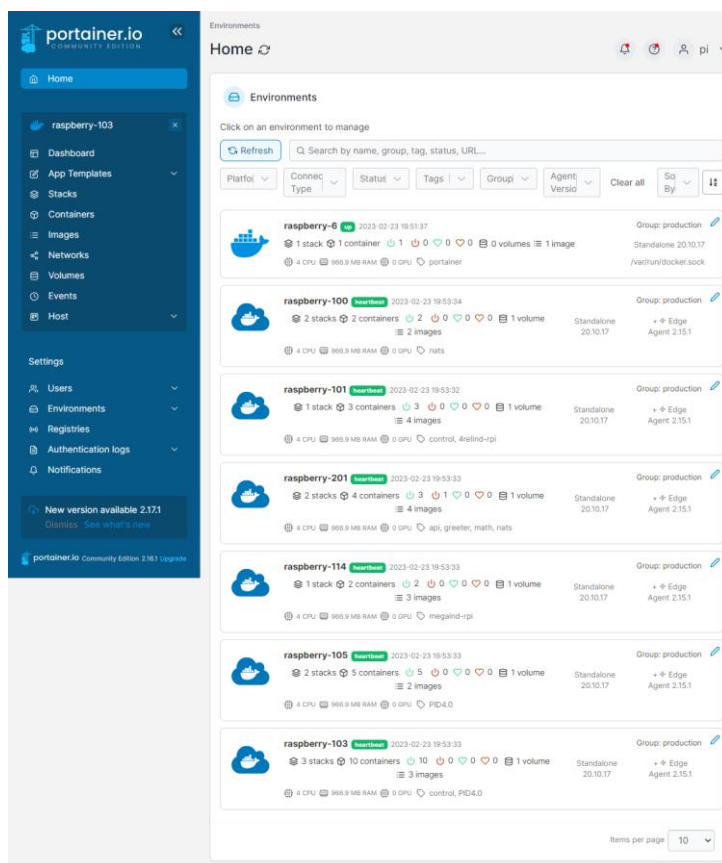 portainer.io
COMMUNITY EDITION
Home
raspberry-103
Dashboard
App Templates
Stacks
Containers
Images
Networks
Volumes
Events
Host
Settings
Users
Environments
Registries
Authentication logs
Notifications
New version available 2.17.1
Dismiss See what's new
portainer.io Community Edition 2.16.1 Upgrade
Environments
Home
pi
Environments
Click on an environment to manage
Refresh
Search by name, group, tag, status, URL...
Platfo
Connec
Type
Status
Tags
Group
Agent
Versio
Clear all
So
By
raspberry-6 up 2023-02-23 19:51:37 Group: production
1 stack 1 container 1 0 0 0 0 volumes 1 image Standalone 20.10.17
4 CPU 966.9 MB RAM 0 GPU portainer /var/run/docker.sock
raspberry-100 heartbeat 2023-02-23 19:53:34 Group: production
2 stacks 2 containers 2 0 0 0 1 volume Standalone + Edge
2 images 20.10.17 Agent 2.15.1
4 CPU 966.9 MB RAM 0 GPU nats
raspberry-101 heartbeat 2023-02-23 19:53:32 Group: production
1 stack 3 containers 3 0 0 0 1 volume Standalone + Edge
4 images 20.10.17 Agent 2.15.1
4 CPU 966.9 MB RAM 0 GPU control, 4relind-rpi
raspberry-201 heartbeat 2023-02-23 19:53:33 Group: production
2 stacks 4 containers 3 1 0 0 1 volume Standalone + Edge
4 images 20.10.17 Agent 2.15.1
4 CPU 966.9 MB RAM 0 GPU api, greeter, math, nats
raspberry-114 heartbeat 2023-02-23 19:53:33 Group: production
1 stack 2 containers 2 0 0 0 1 volume Standalone + Edge
3 images 20.10.17 Agent 2.15.1
4 CPU 966.9 MB RAM 0 GPU megaind-rpi
raspberry-105 heartbeat 2023-02-23 19:53:33 Group: production
2 stacks 5 containers 5 0 0 0 1 volume Standalone + Edge
2 images 20.10.17 Agent 2.15.1
4 CPU 966.9 MB RAM 0 GPU PID4.0
raspberry-103 heartbeat 2023-02-23 19:53:33 Group: production
3 stacks 10 containers 10 0 0 0 1 volume Standalone + Edge
3 images 20.10.17 Agent 2.15.1
4 CPU 966.9 MB RAM 0 GPU control, PID4.0
Items per page 10